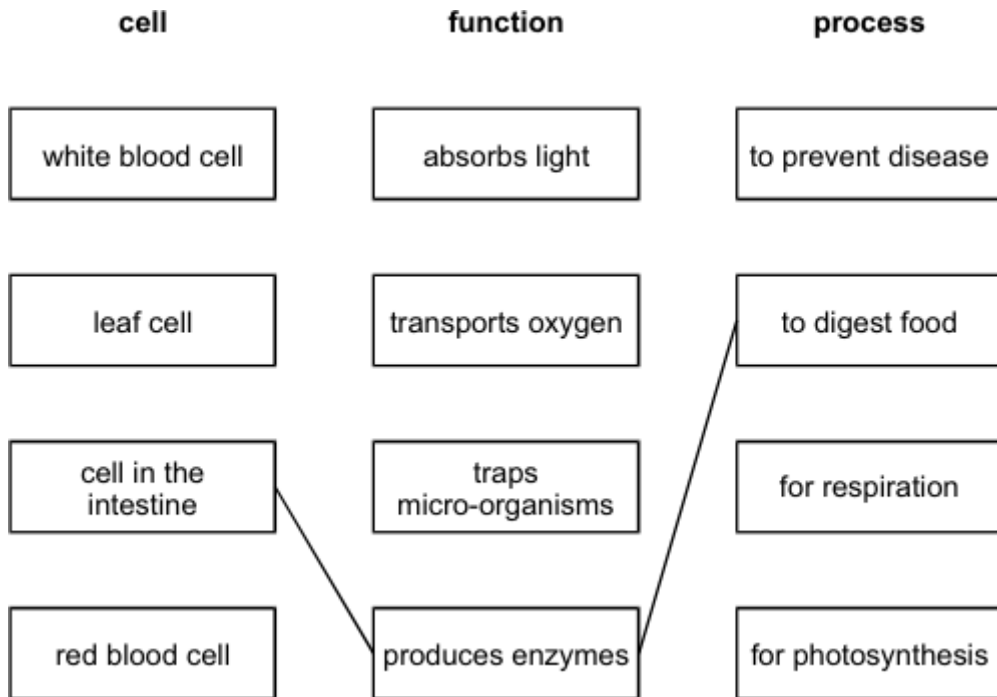 cell function process
white blood cell absorbs light to prevent disease
leaf cell transports oxygen to digest food
cell in the
intestine
traps
micro-organisms
for respiration
red blood cell produces enzymes for photosynthesis